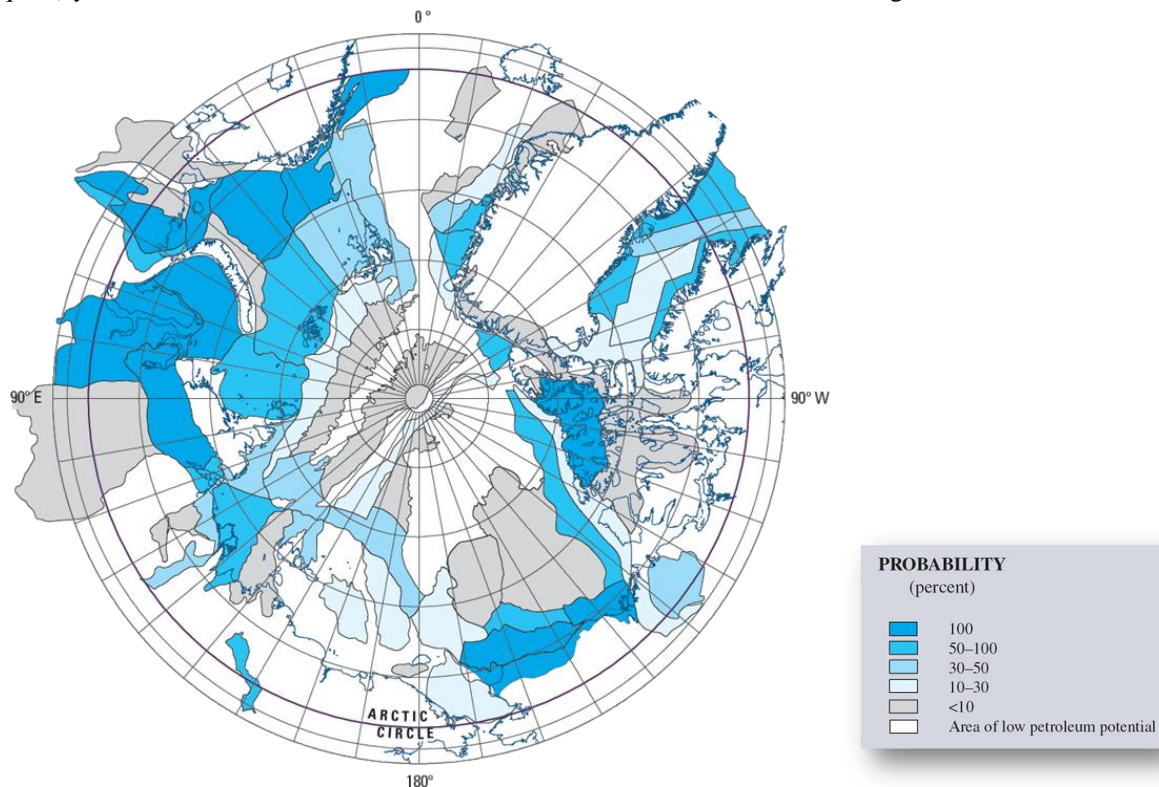 0°
90° E
90° W
ARCTIC
CIRCLE
180°
PROBABILITY
(percent)
100
50–100
30–50
10–30
<10
Area of low petroleum potential